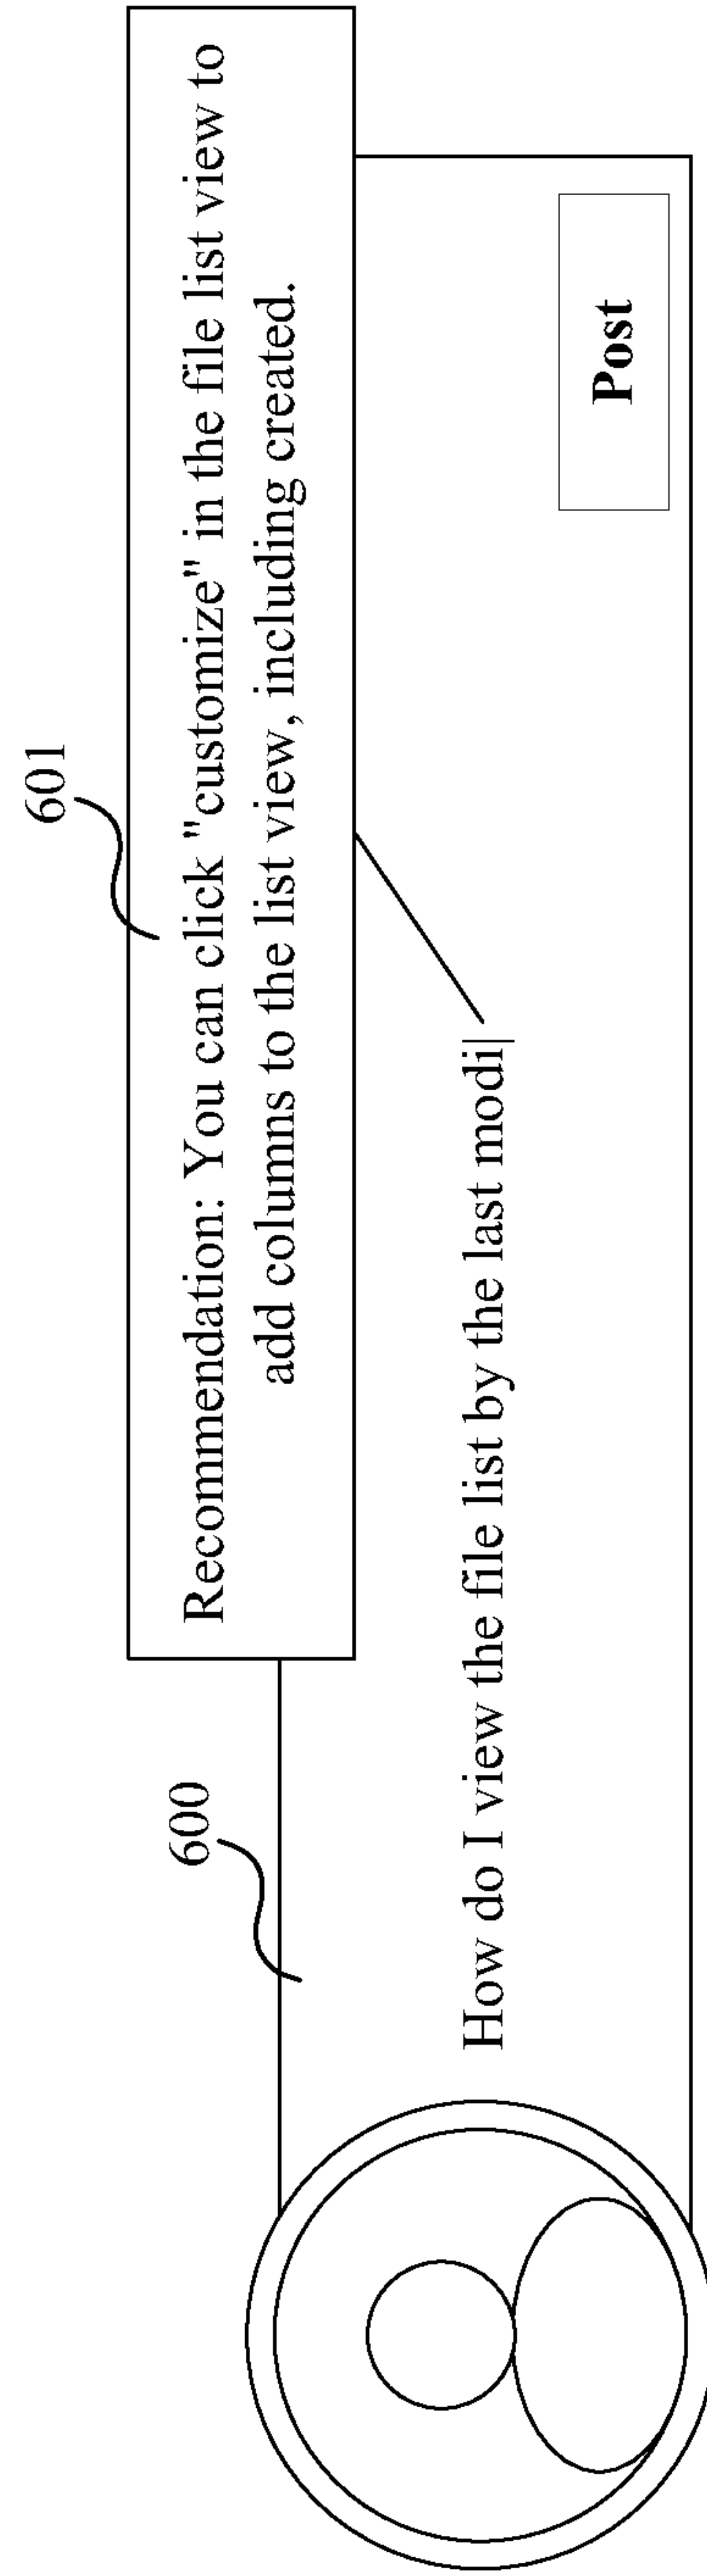 601
Recommendation: You can click "customize" in the file list view to
add columns to the list view, including created.
600
How do I view the file list by the last modi|
Post